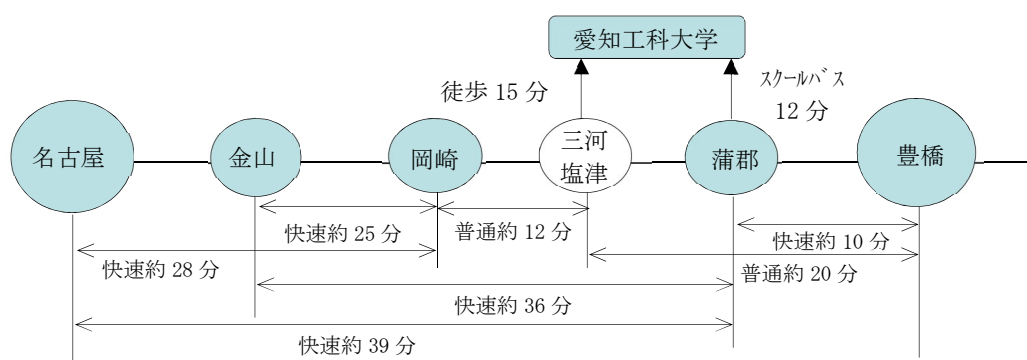 愛知工科大学
徒歩 15 分
ｽｸｰﾙﾊﾞｽ
12 分
名古屋
金山
岡崎
三河
塩津
蒲郡
豊橋
快速約 25 分
普通約 12 分
快速約 10 分
快速約 28 分
普通約 20 分
快速約 36 分
快速約 39 分